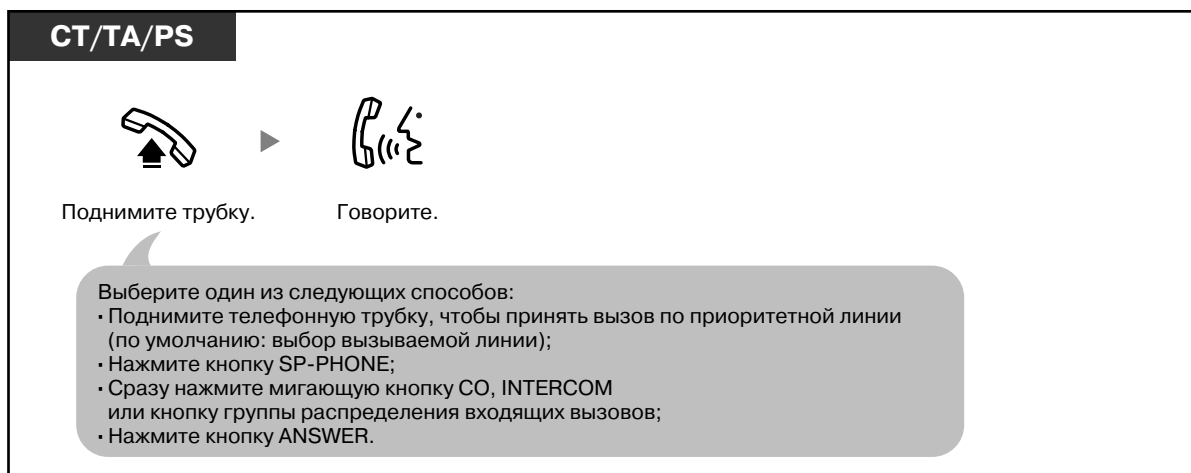 CT/TA/PS
Поднимите трубку. Говорите.
Выберите один из следующих способов:
· Поднимите телефонную трубку, чтобы принять вызов по приоритетной линии
(по умолчанию: выбор вызываемой линии);
· Нажмите кнопку SP-PHONE;
· Сразу нажмите мигающую кнопку CO, INTERCOM
или кнопку группы распределения входящих вызовов;
· Нажмите кнопку ANSWER.